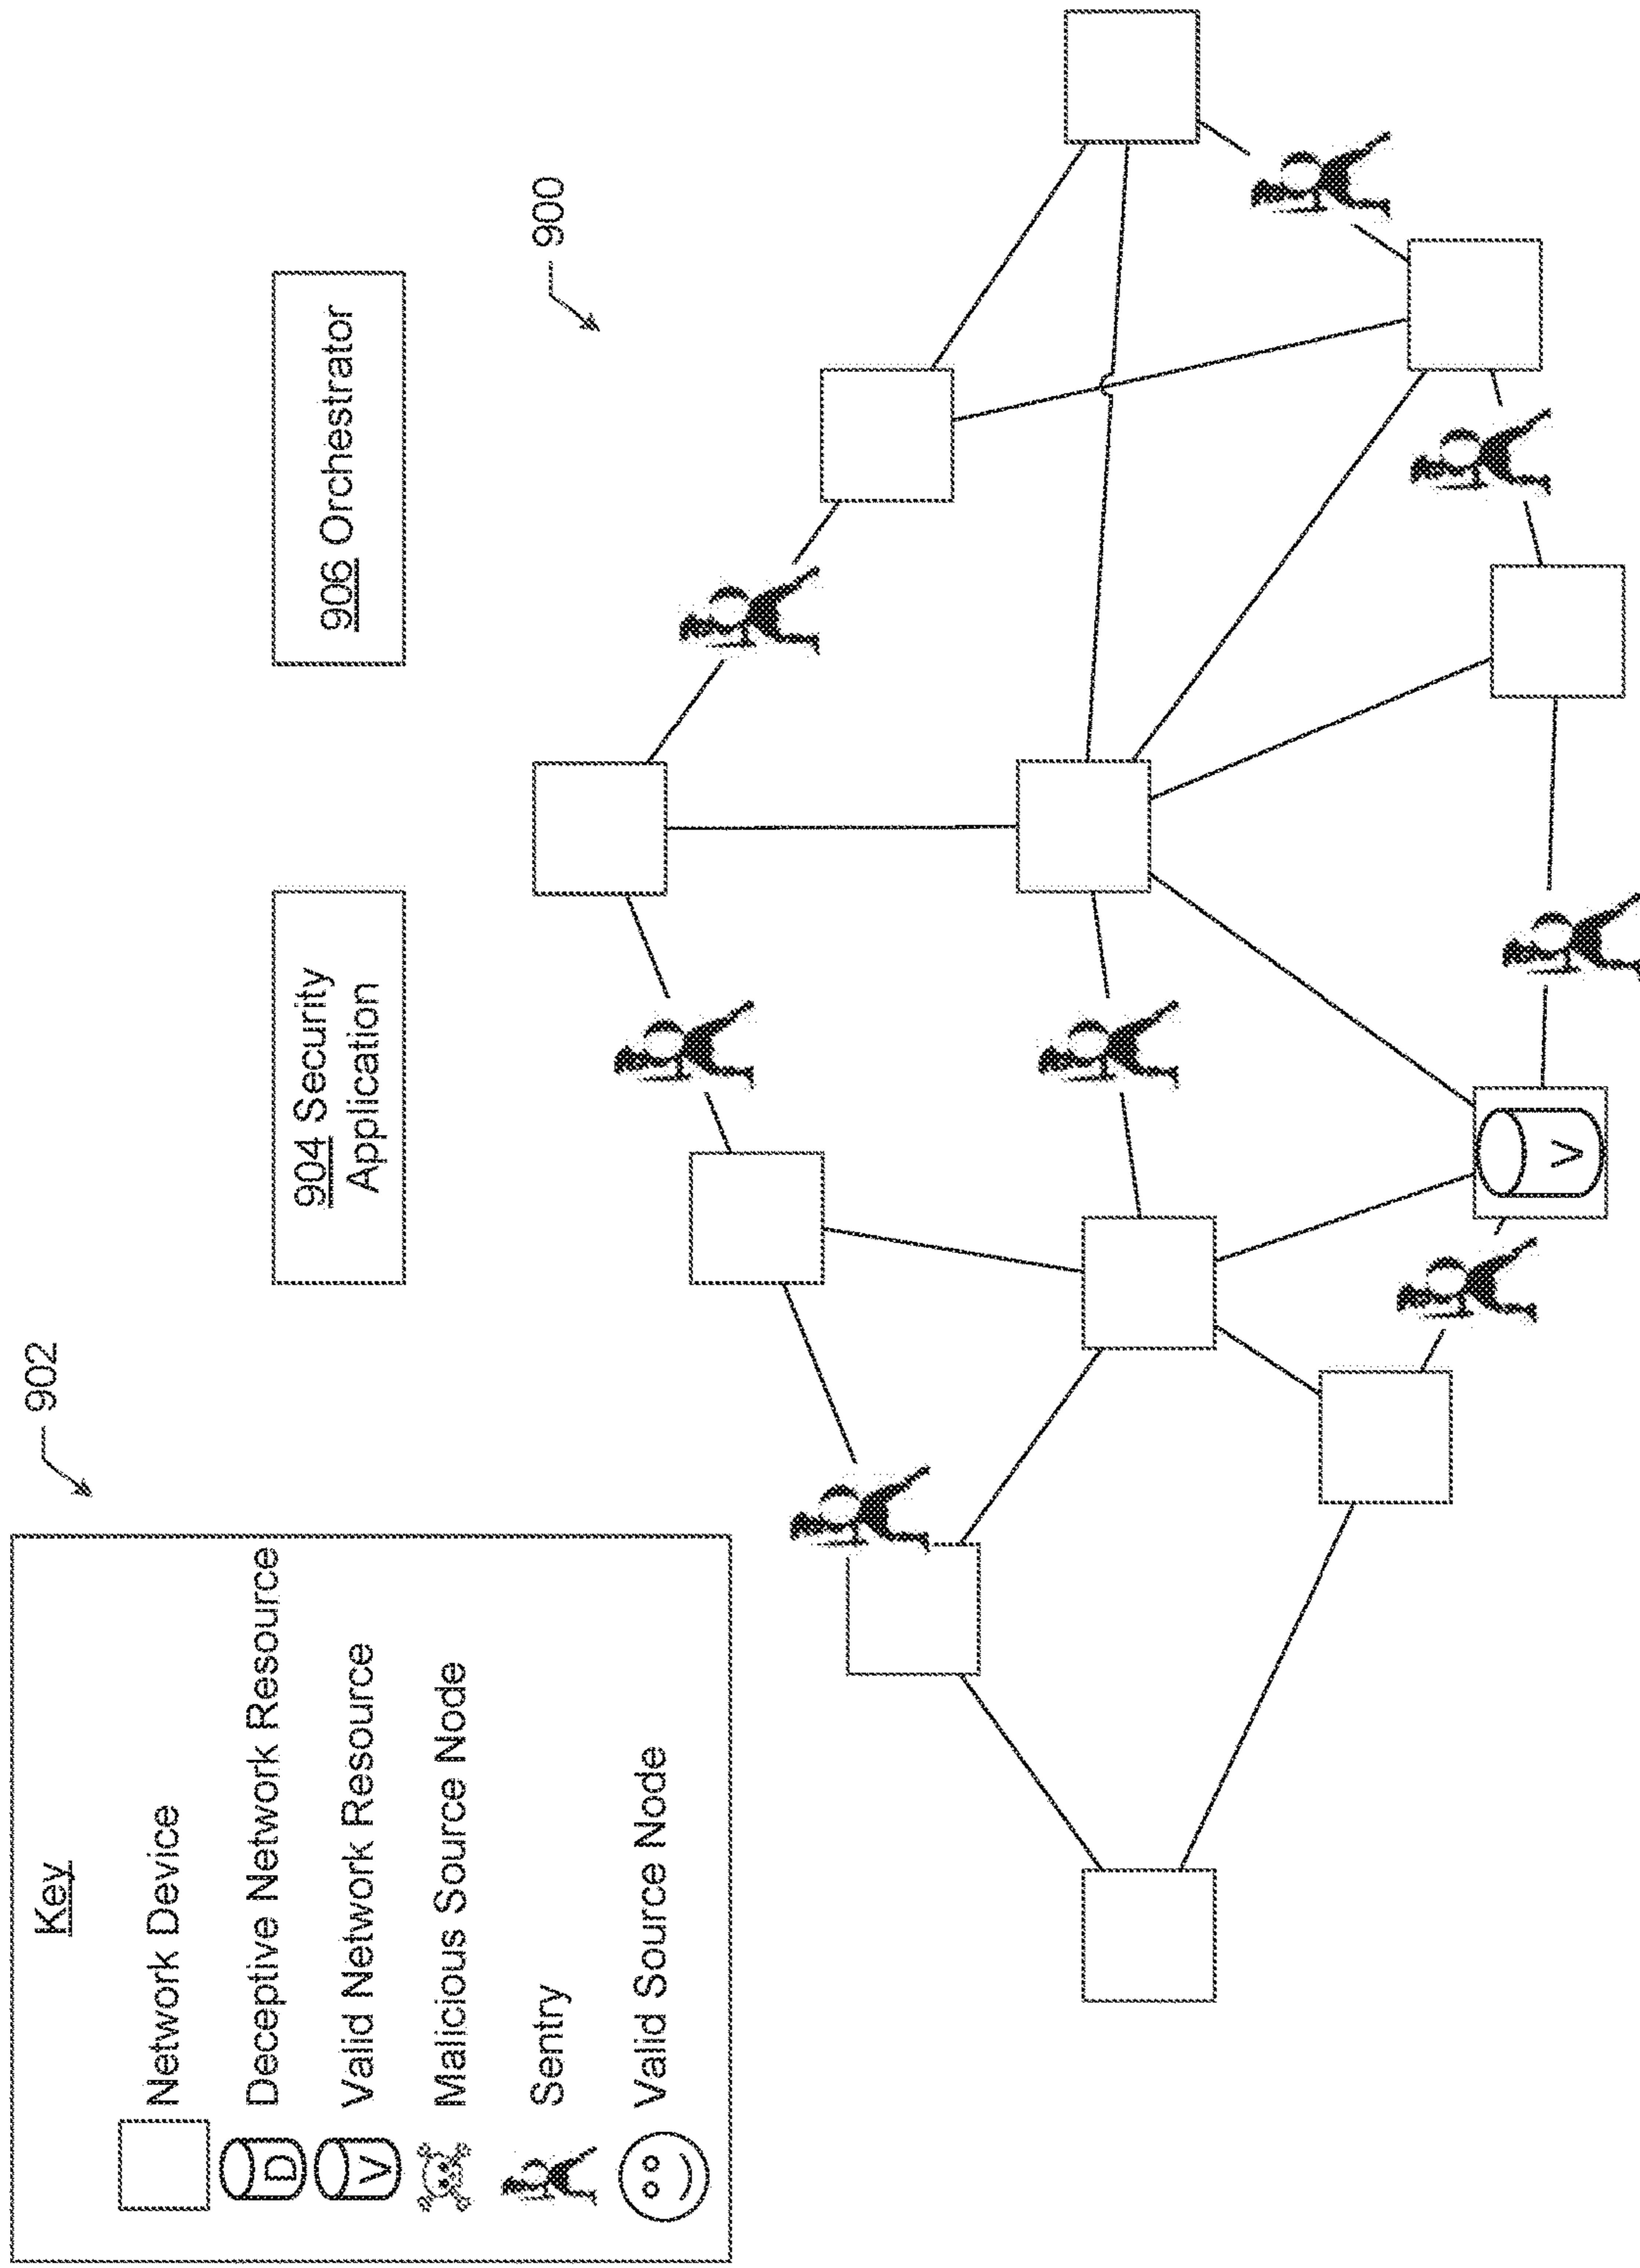 902
Key
Network Device
D
Deceptive Network Resource
V
Valid Network Resource
Malicious Source Node
Sentry
Valid Source Node
904 Security
Application
906 Orchestrator
900
V